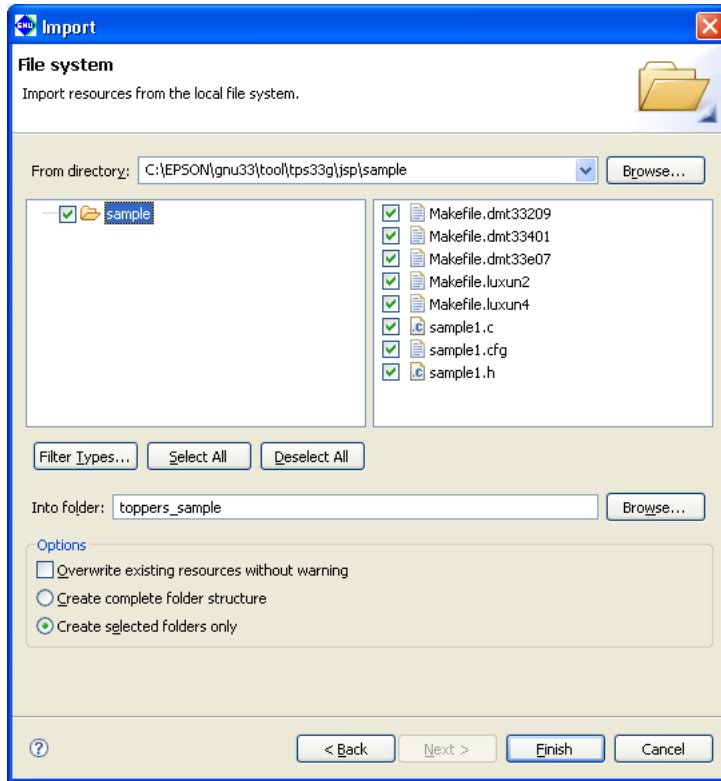 GNU Import
File system
Import resources from the local file system.
From directory: C:\EPSON\gnu33\tool\tps33g\jsp\sample Browse...
sample
Makefile.dmt33209
Makefile.dmt33401
Makefile.dmt33e07
Makefile.luxun2
Makefile.luxun4
.c sample1.c
sample1.cfg
.c sample1.h
Filter Types... Select All Deselect All
Into folder: toppers_sample Browse...
Options
Overwrite existing resources without warning
Create complete folder structure
Create selected folders only
? < Back Next > Finish Cancel